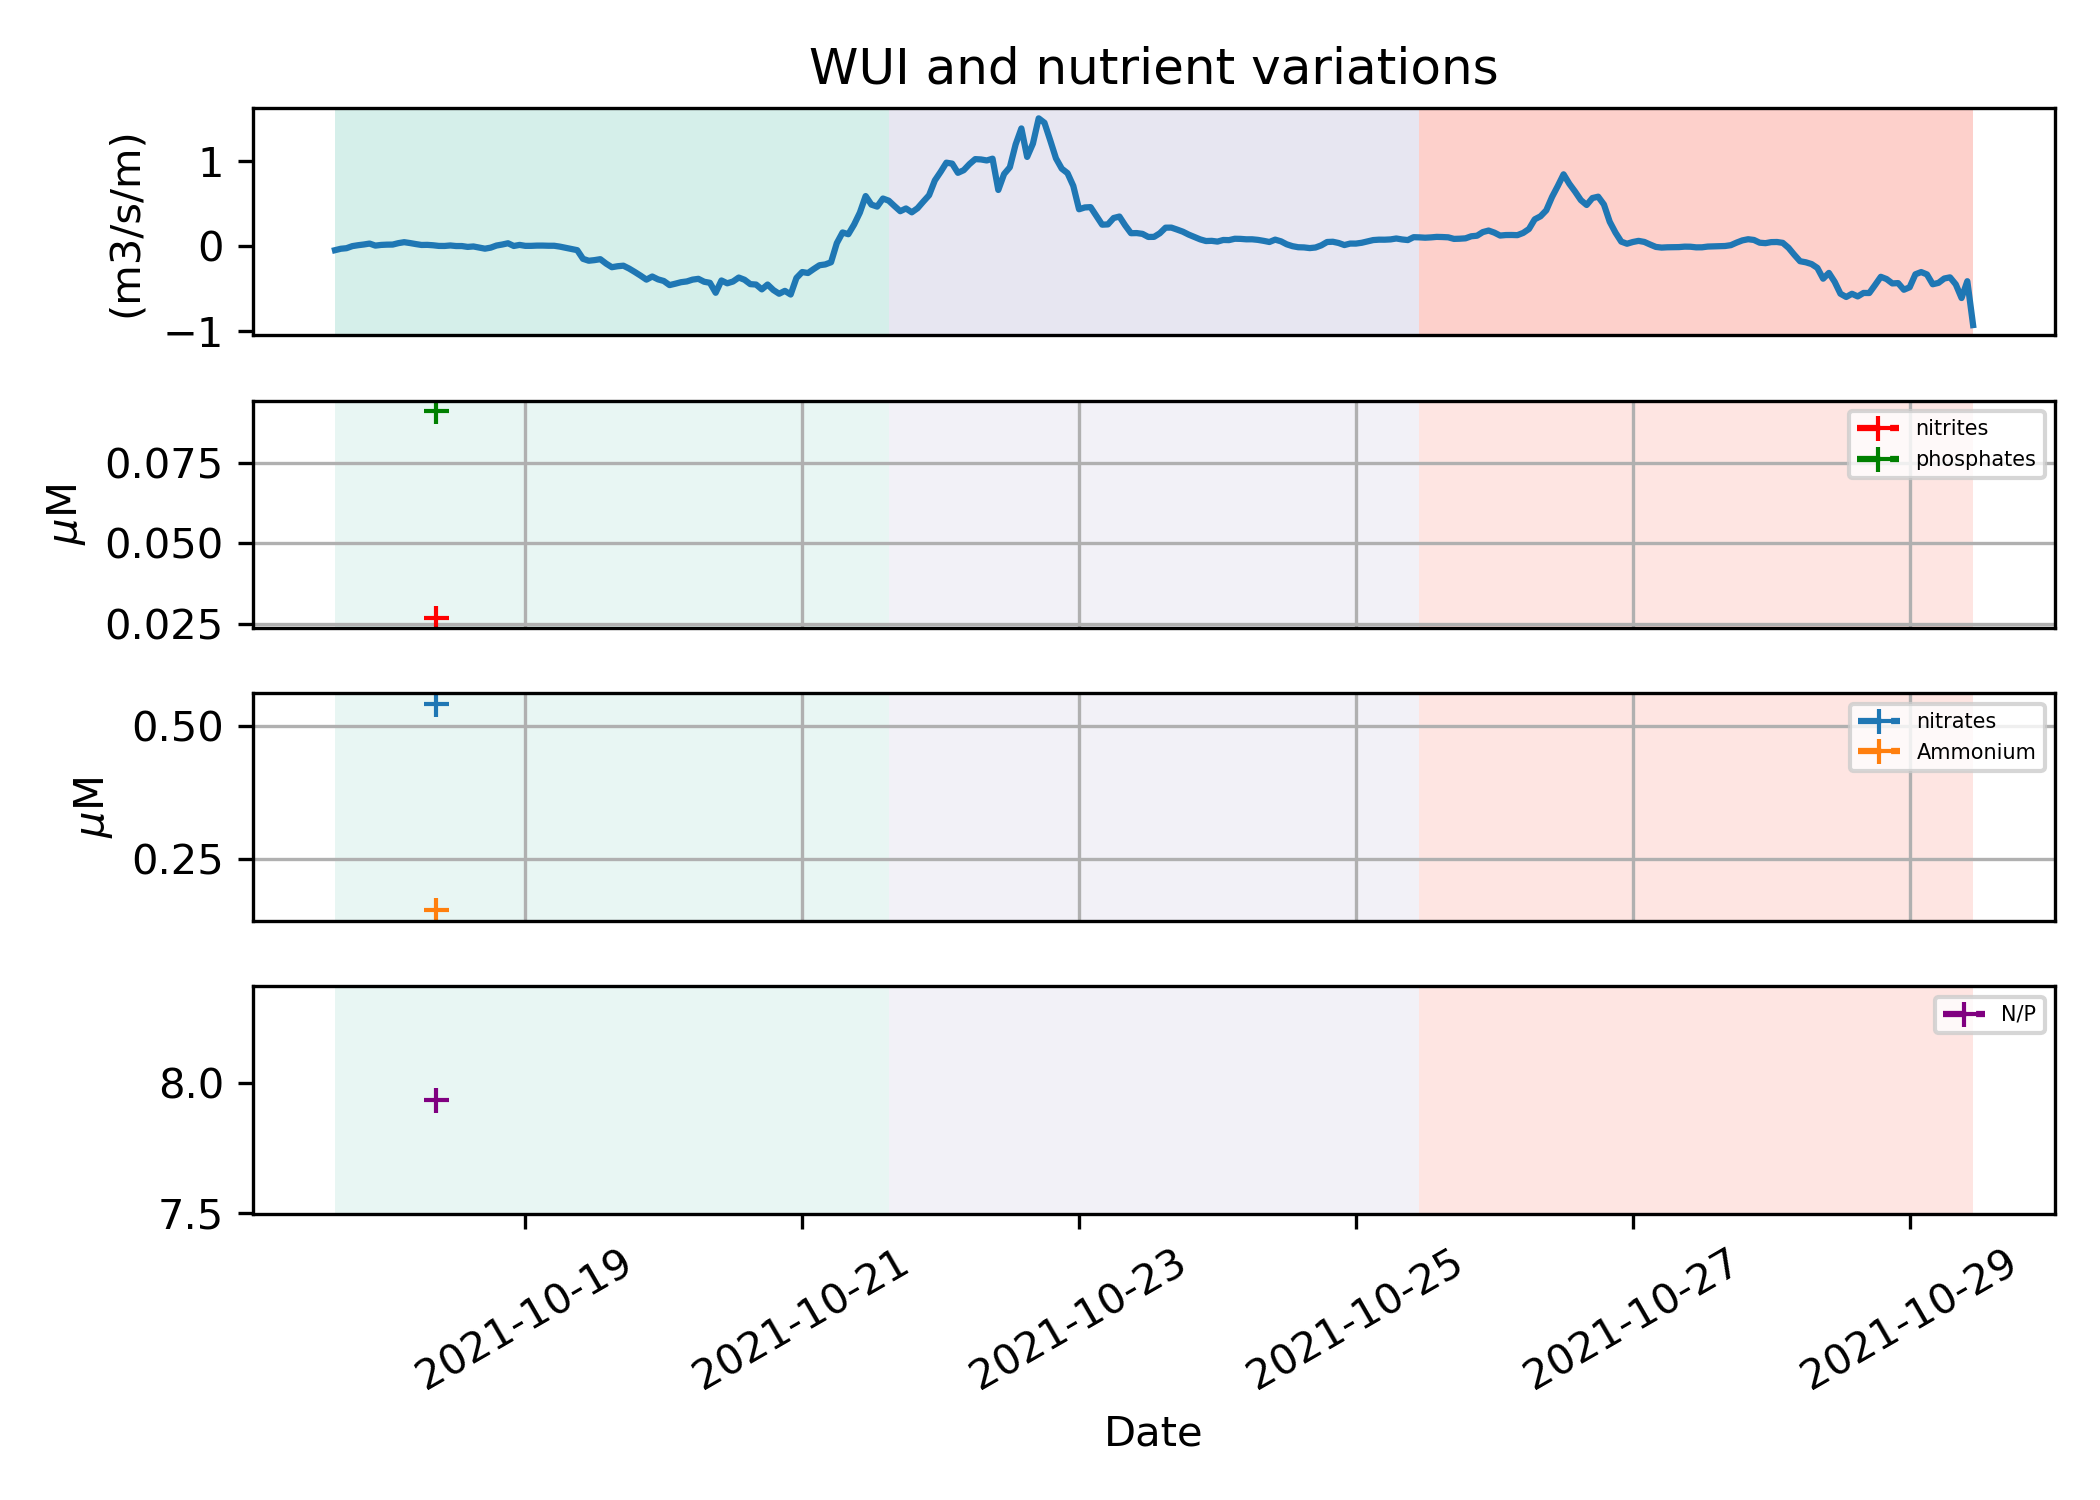 WUI and nutrient variations
(m3/s/m)
1
0
−1
μM
0.075
0.050
0.025
nitrites
phosphates
μM
0.50
0.25
nitrates
Ammonium
8.0
7.5
N/P
2021-10-19
2021-10-21
2021-10-23
2021-10-25
2021-10-27
2021-10-29
Date